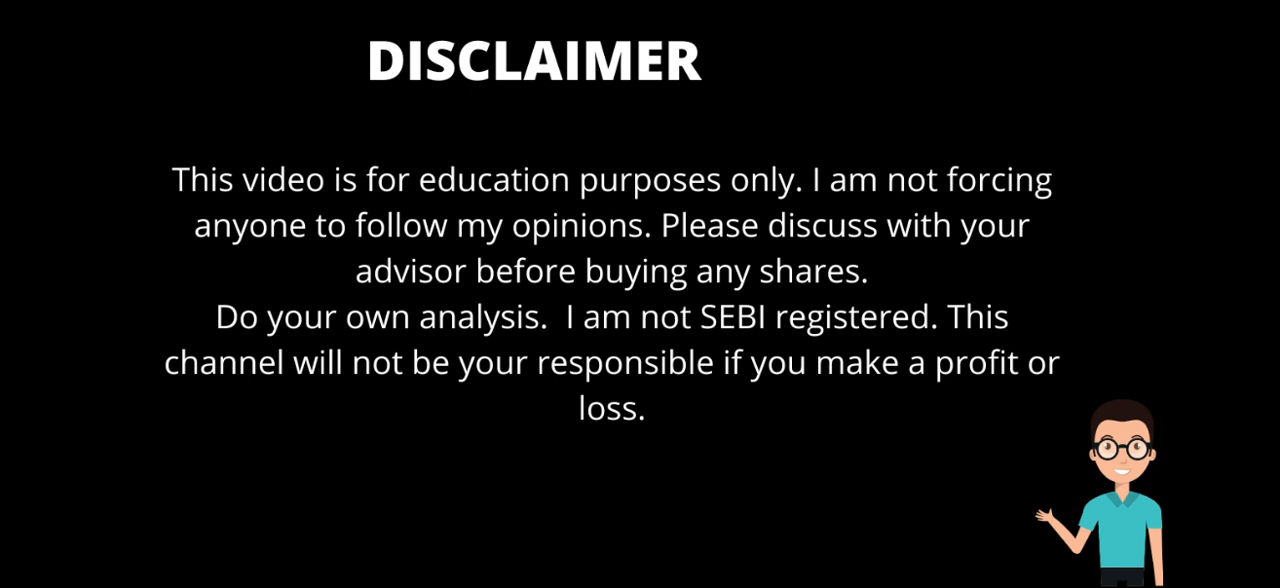 DISCLAIMER
This video is for education purposes only. I am not forcing
anyone to follow my opinions. Please discuss with your
advisor before buying any shares.
Do your own analysis.  I am not SEBI registered. This
channel will not be your responsible if you make a profit or
loss.